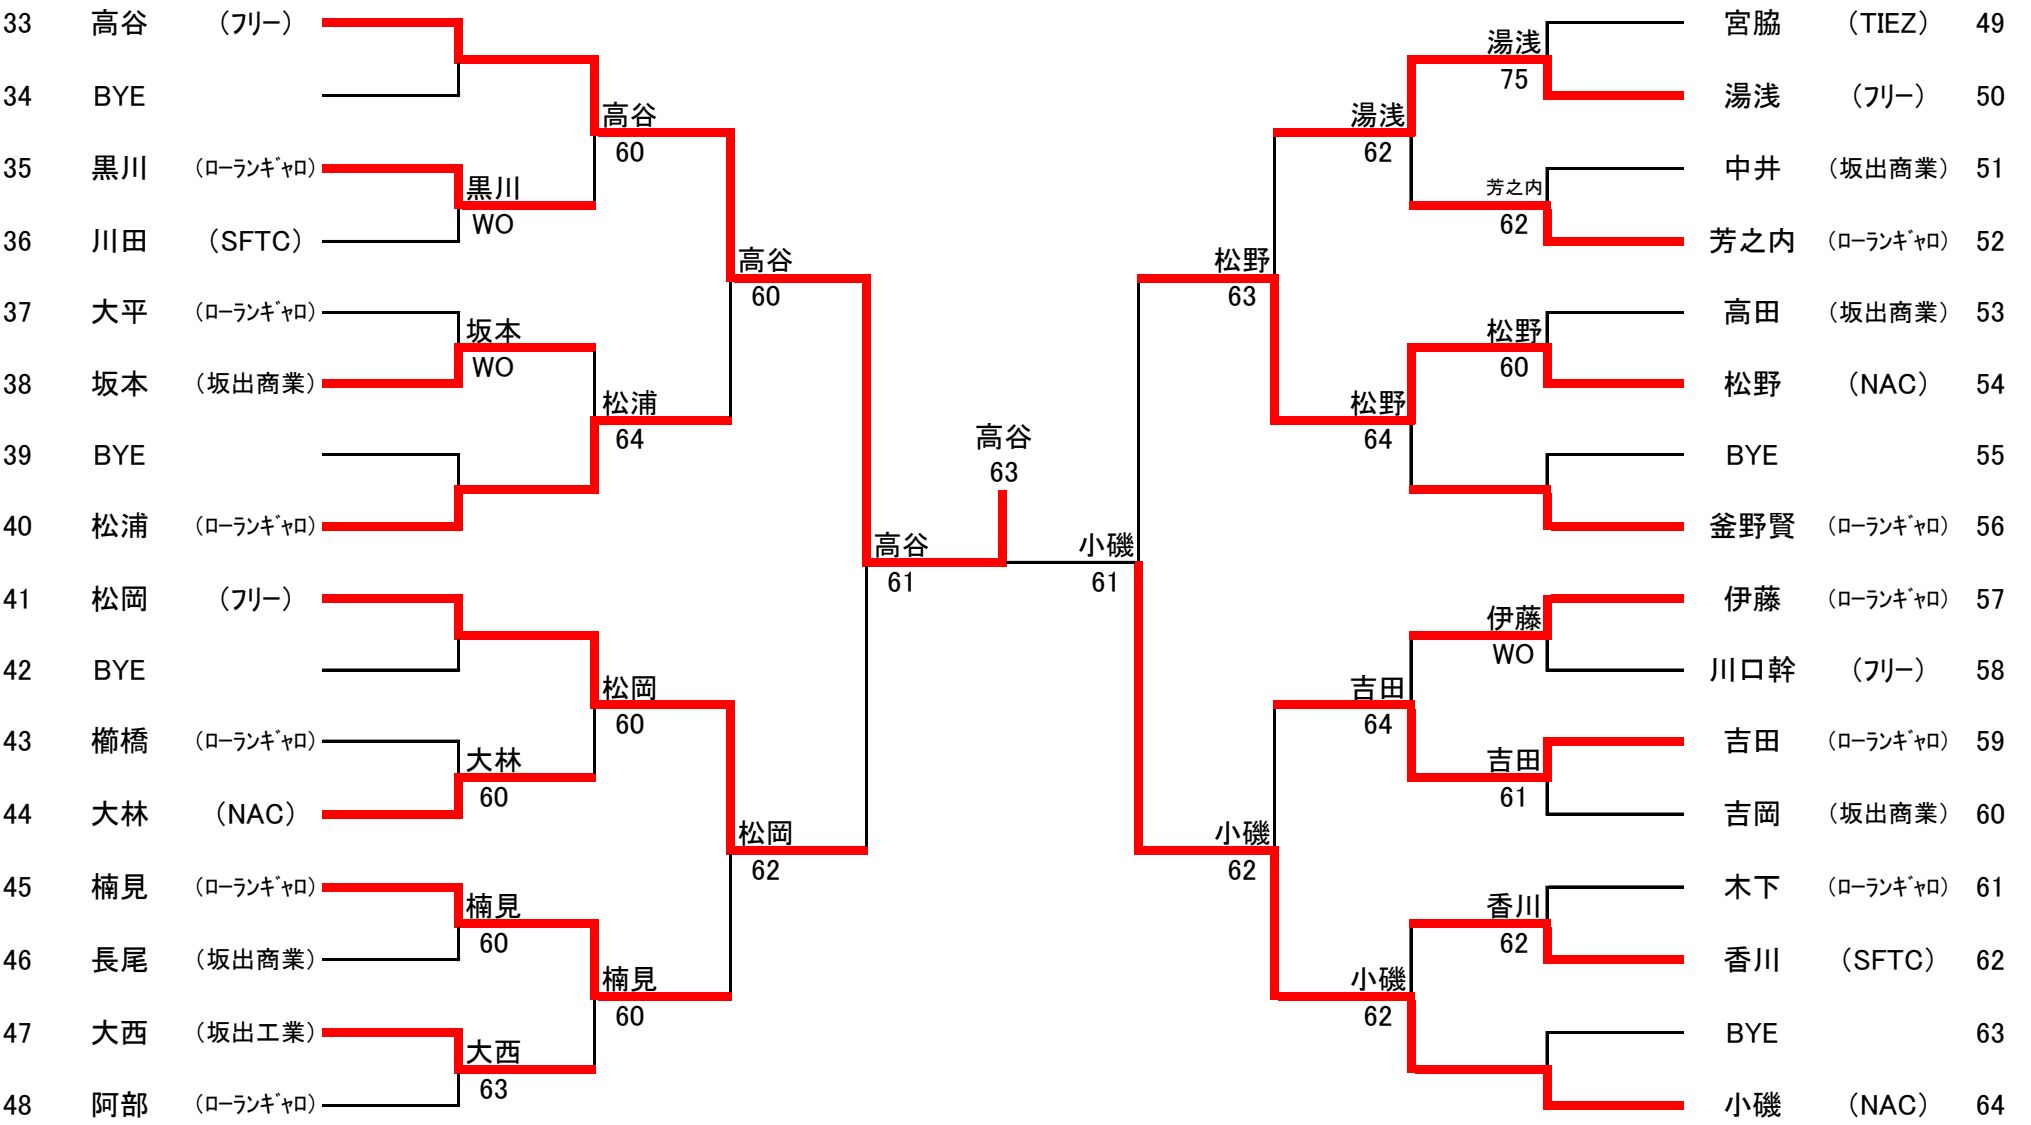 33 高谷 （フリー）
34 BYE
35 黒川 （ローランギャロ）
36 川田 （SFTC）
37 大平 （ローランギャロ）
38 坂本 （坂出商業）
39 BYE
40 松浦 （ローランギャロ）
41 松岡 （フリー）
42 BYE
43 櫛橋 （ローランギャロ）
44 大林 （NAC）
45 楠見 （ローランギャロ）
46 長尾 （坂出商業）
47 大西 （坂出工業）
48 阿部 （ローランギャロ）
黒川
WO
坂本
WO
大林
60
楠見
60
大西
63
高谷
60
松浦
64
松岡
60
楠見
60
高谷
60
松岡
62
高谷
61
高谷
63
小磯
61
松野
63
小磯
62
湯浅
62
松野
64
吉田
64
小磯
62
湯浅
75
芳之内
62
松野
60
伊藤
WO
吉田
61
香川
62
宮脇 （TIEZ） 49
湯浅 （フリー） 50
中井 （坂出商業） 51
芳之内 （ローランギャロ） 52
高田 （坂出商業） 53
松野 （NAC） 54
BYE 55
釜野賢 （ローランギャロ） 56
伊藤 （ローランギャロ） 57
川口幹 （フリー） 58
吉田 （ローランギャロ） 59
吉岡 （坂出商業） 60
木下 （ローランギャロ） 61
香川 （SFTC） 62
BYE 63
小磯 （NAC） 64